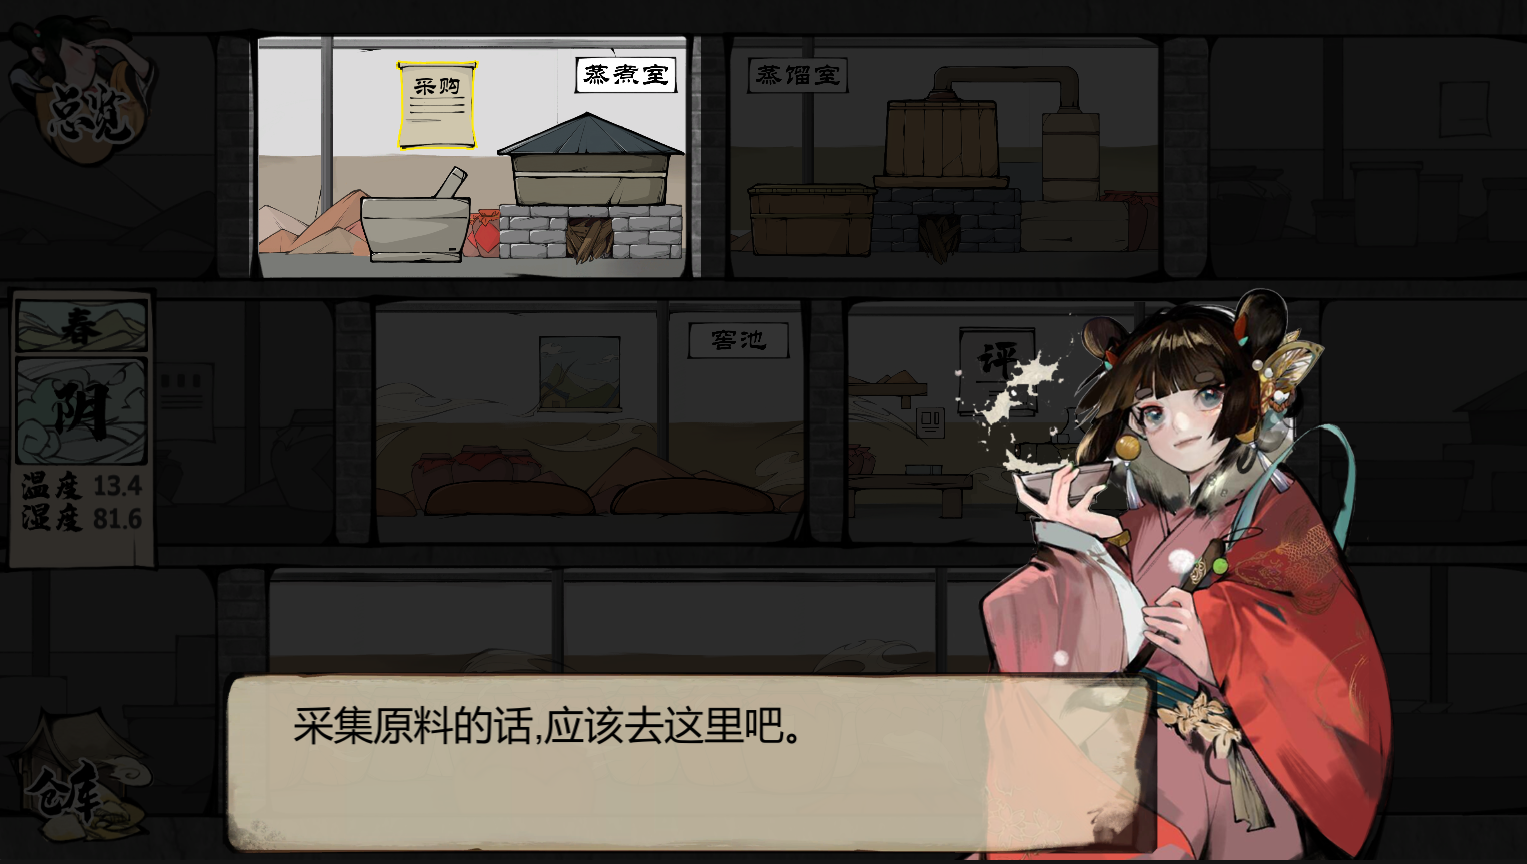 总览
采购
蒸煮室
蒸馏室
春
阴
温度 13.4
湿度 81.6
窖池
评
采集原料的话,应该去这里吧。
仓库